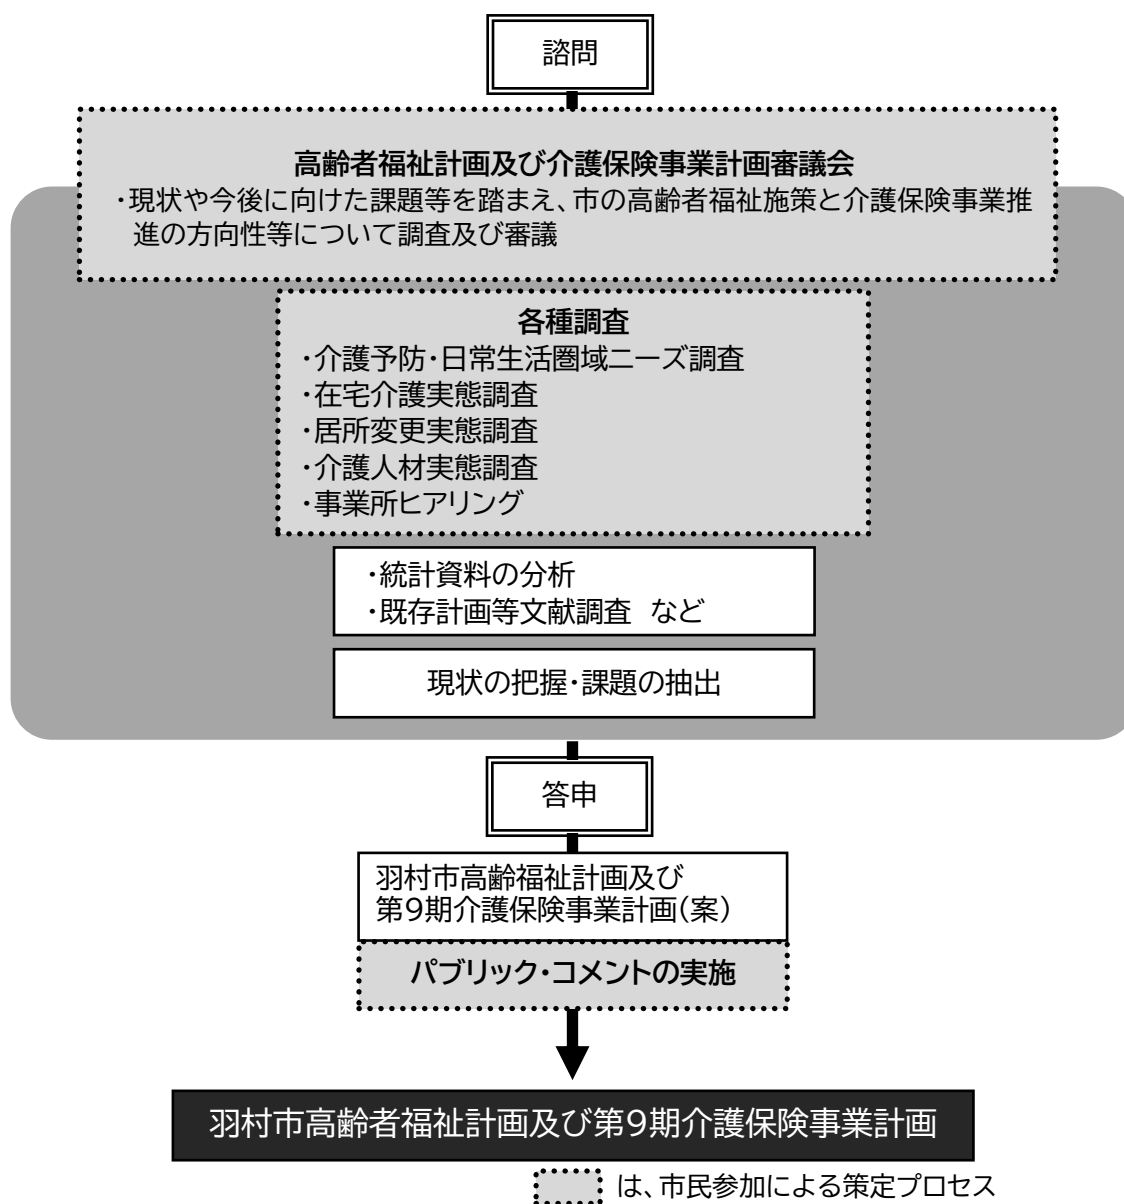 諮問
高齢者福祉計画及び介護保険事業計画審議会
・現状や今後に向けた課題等を踏まえ、市の高齢者福祉施策と介護保険事業推
進の方向性等について調査及び審議
各種調査
・介護予防・日常生活圏域ニーズ調査
・在宅介護実態調査
・居所変更実態調査
・介護人材実態調査
・事業所ヒアリング
・統計資料の分析
・既存計画等文献調査　など
現状の把握・課題の抽出
答申
羽村市高齢福祉計画及び
第9期介護保険事業計画（案）
パブリック・コメントの実施
羽村市高齢者福祉計画及び第9期介護保険事業計画
は、市民参加による策定プロセス